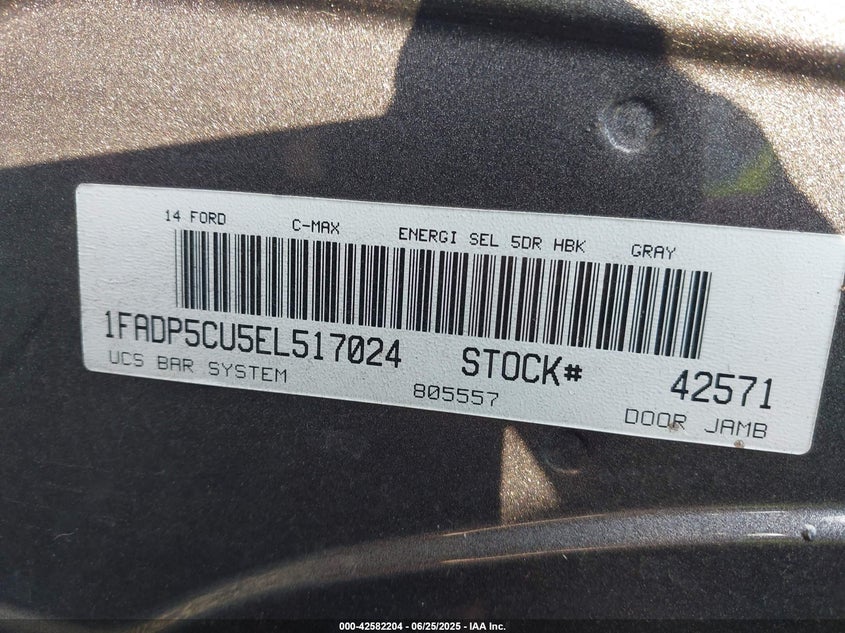 14 FORD C-MAX ENERGI SEL 5DR HBK GRAY
1FADP5CU5EL517024 STOCK# 42571
UCS BAR SYSTEM 805557 DOOR JAMB
000-42582204 - 06/25/2025 - IAA Inc.